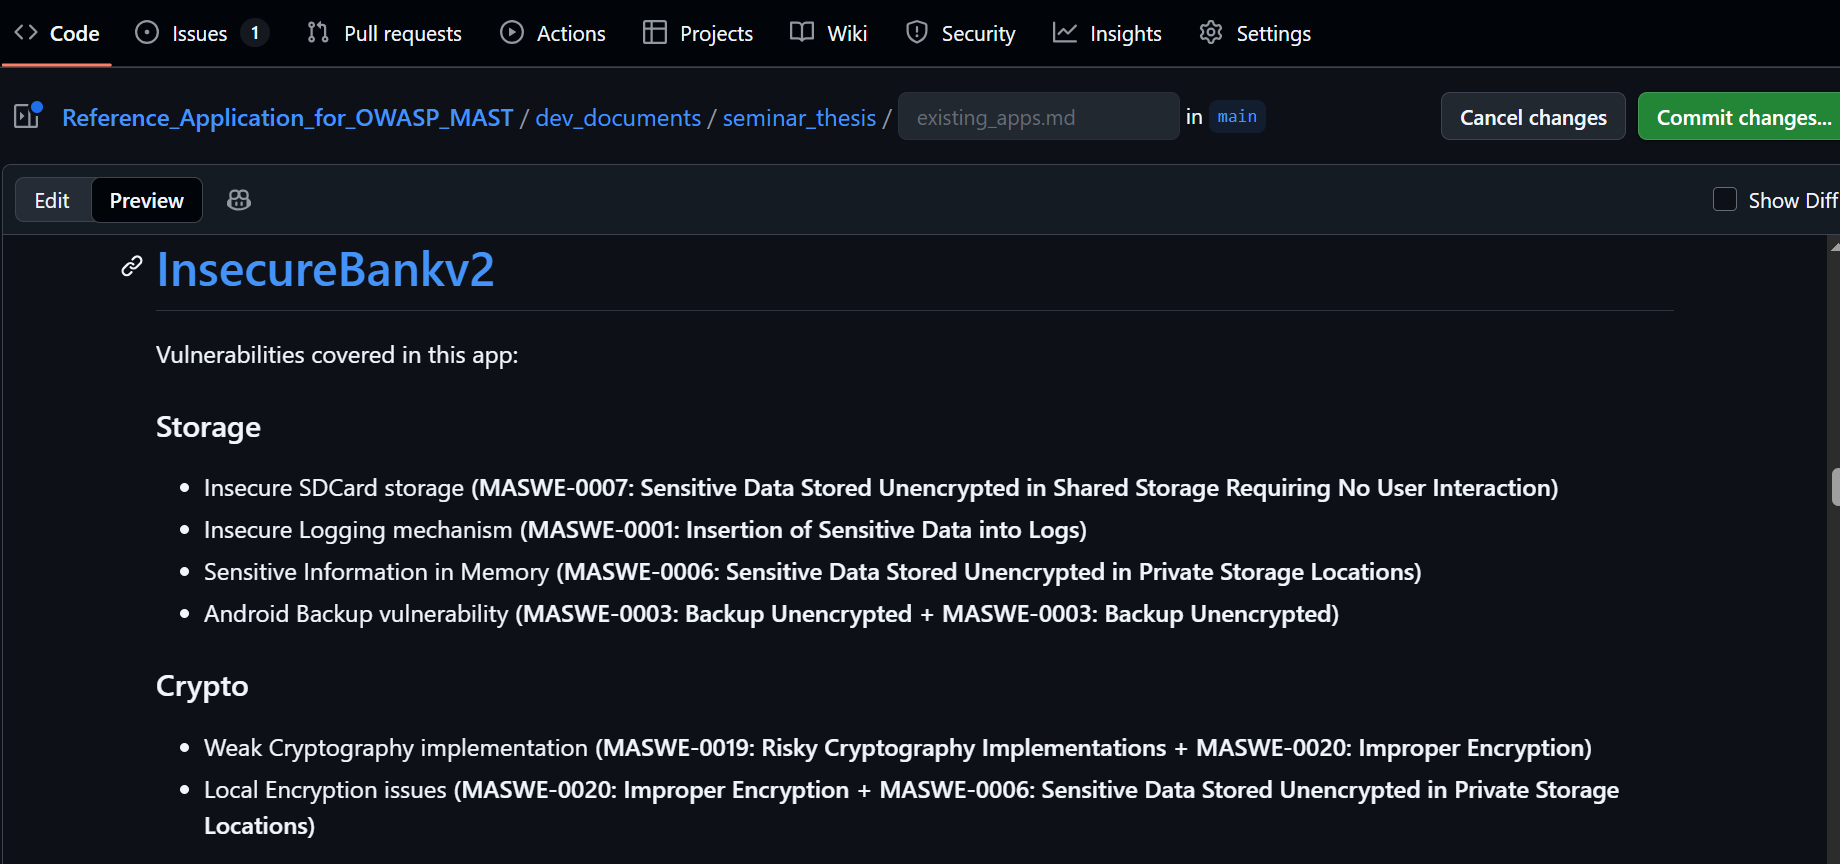 Code Issues 1 Pull requests Actions Projects Wiki Security Insights Settings
Reference_Application_for_OWASP_MAST / dev_documents / seminar_thesis / existing_apps.md in main Cancel changes Commit changes...
Edit Preview Show Diff
InsecureBankv2
Vulnerabilities covered in this app:
Storage
• Insecure SDCard storage (MASWE-0007: Sensitive Data Stored Unencrypted in Shared Storage Requiring No User Interaction)
• Insecure Logging mechanism (MASWE-0001: Insertion of Sensitive Data into Logs)
• Sensitive Information in Memory (MASWE-0006: Sensitive Data Stored Unencrypted in Private Storage Locations)
• Android Backup vulnerability (MASWE-0003: Backup Unencrypted + MASWE-0003: Backup Unencrypted)
Crypto
• Weak Cryptography implementation (MASWE-0019: Risky Cryptography Implementations + MASWE-0020: Improper Encryption)
• Local Encryption issues (MASWE-0020: Improper Encryption + MASWE-0006: Sensitive Data Stored Unencrypted in Private Storage
Locations)